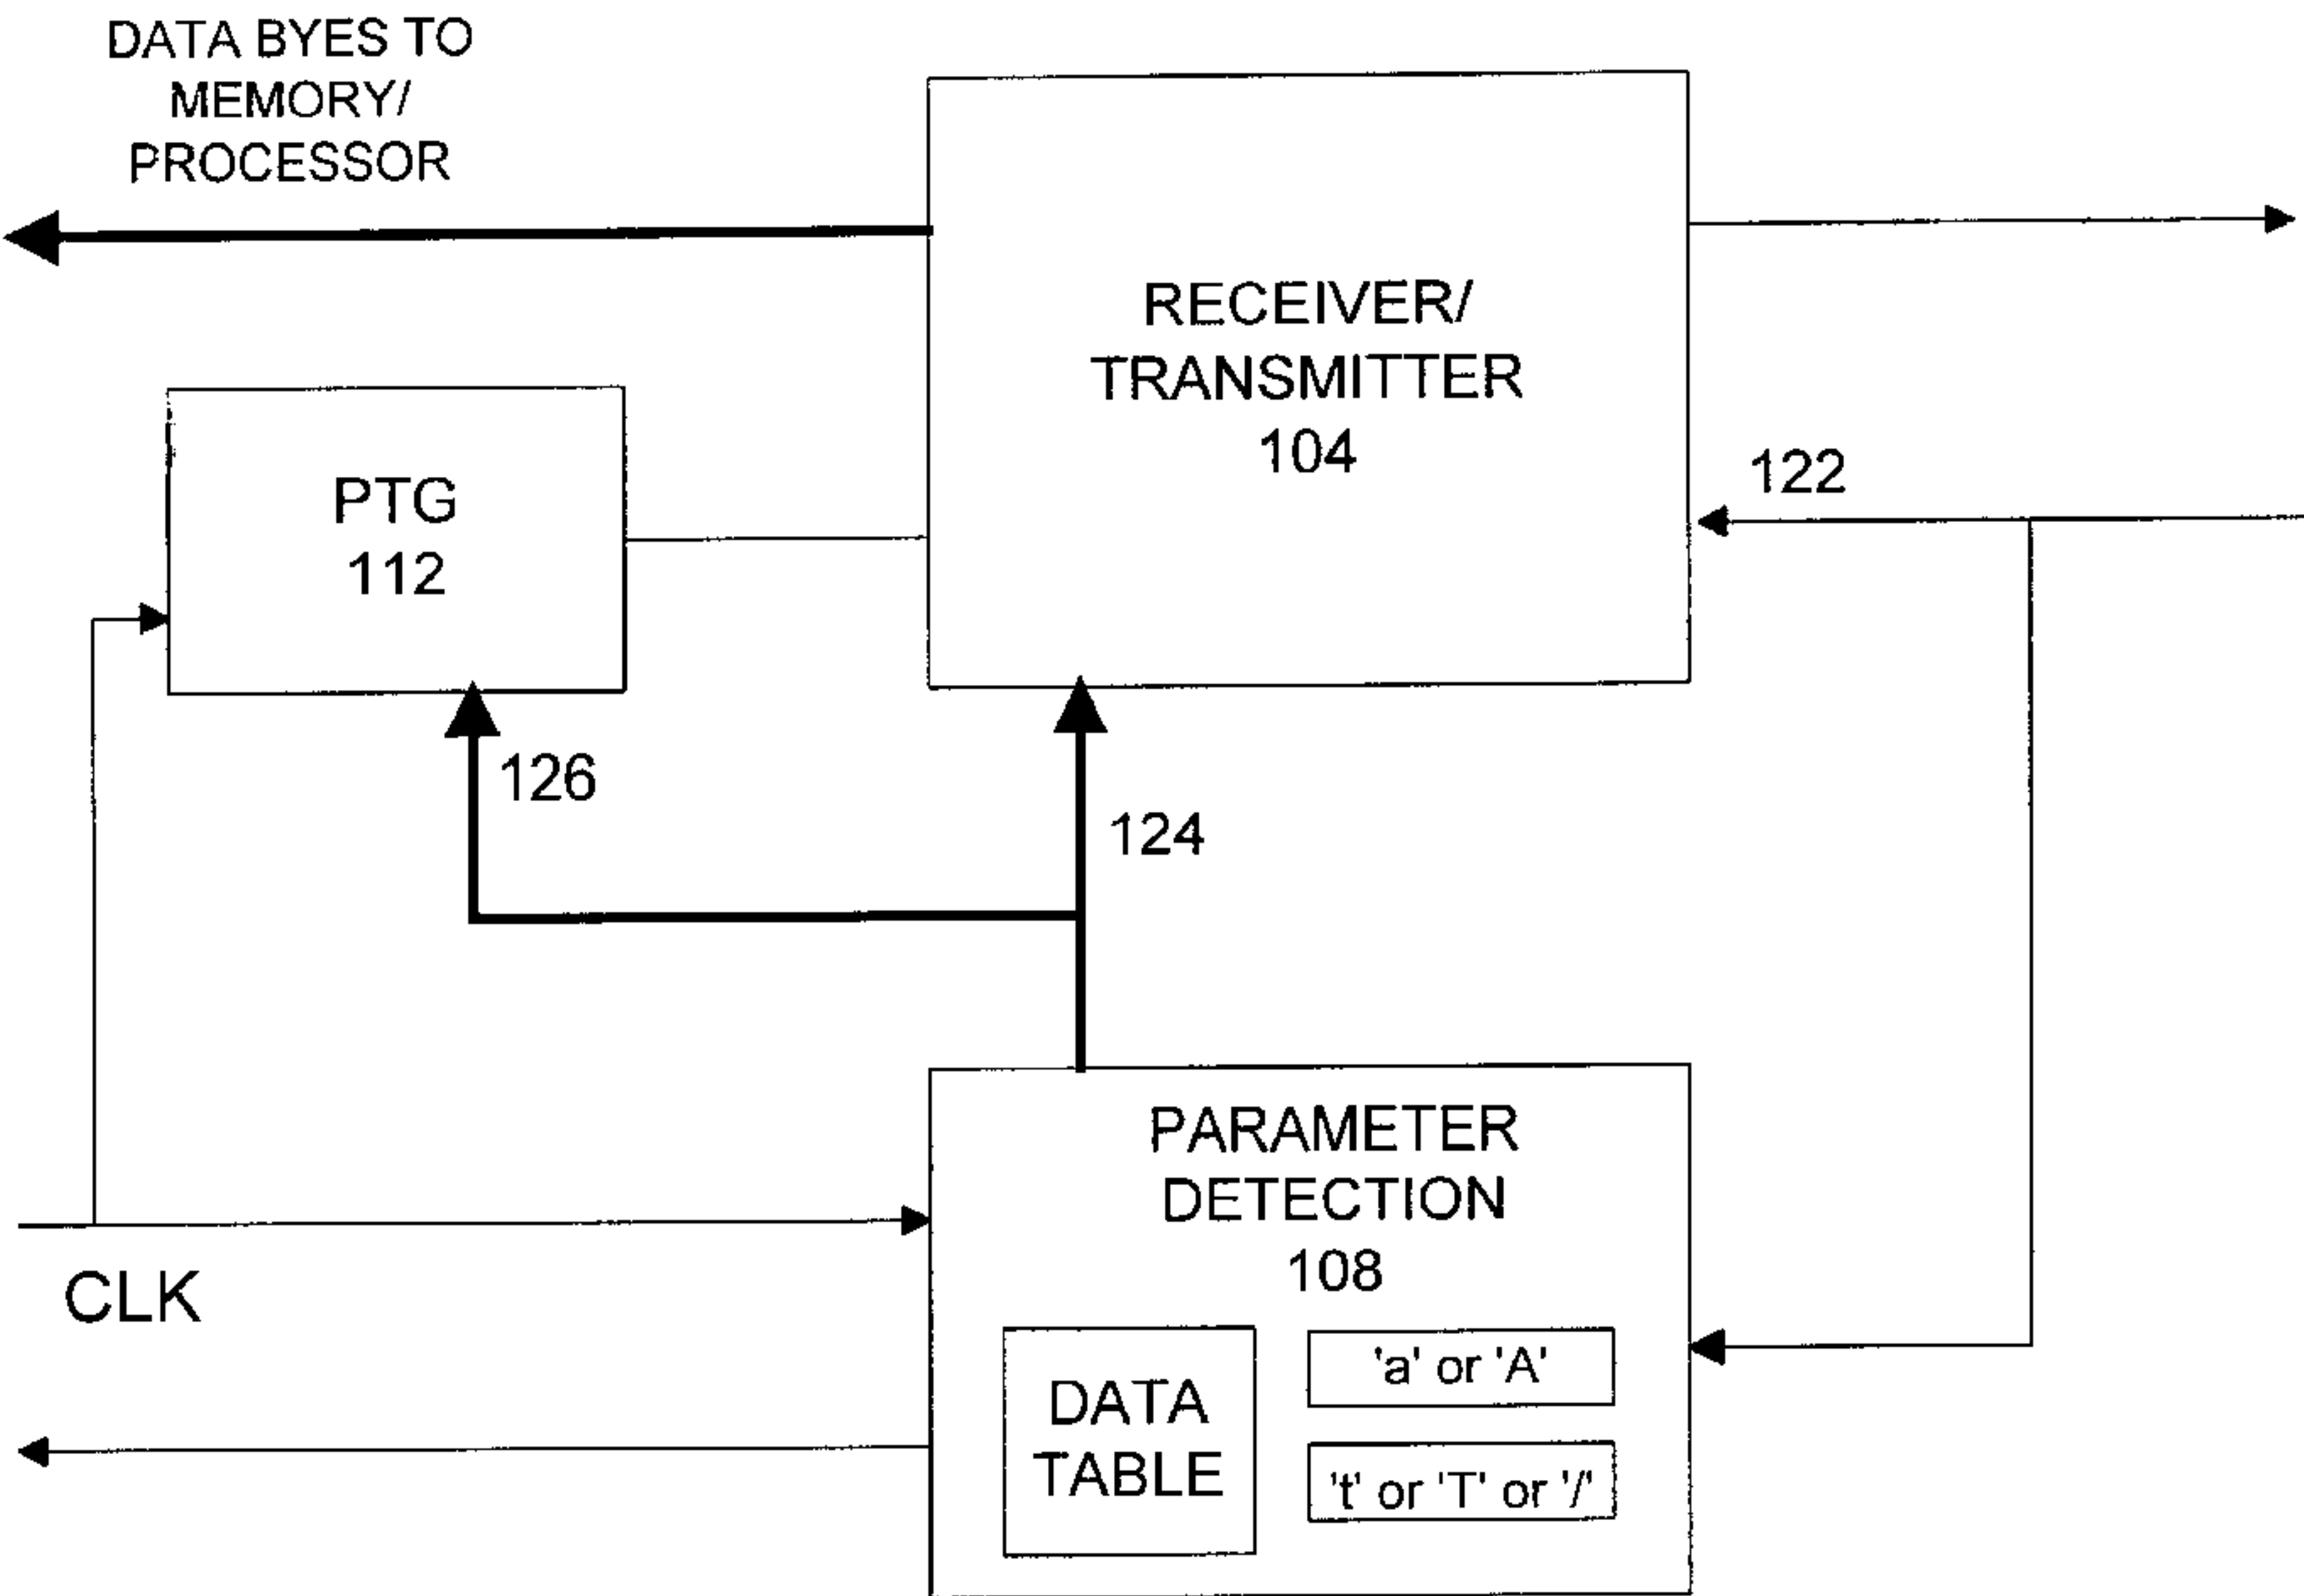 DATA BYES TO
MEMORY/
PROCESSOR
RECEIVER/
TRANSMITTER
104
122
PTG
112
126
124
PARAMETER
DETECTION
108
CLK
DATA
TABLE
'a' or 'A'
't' or 'T' or '/'